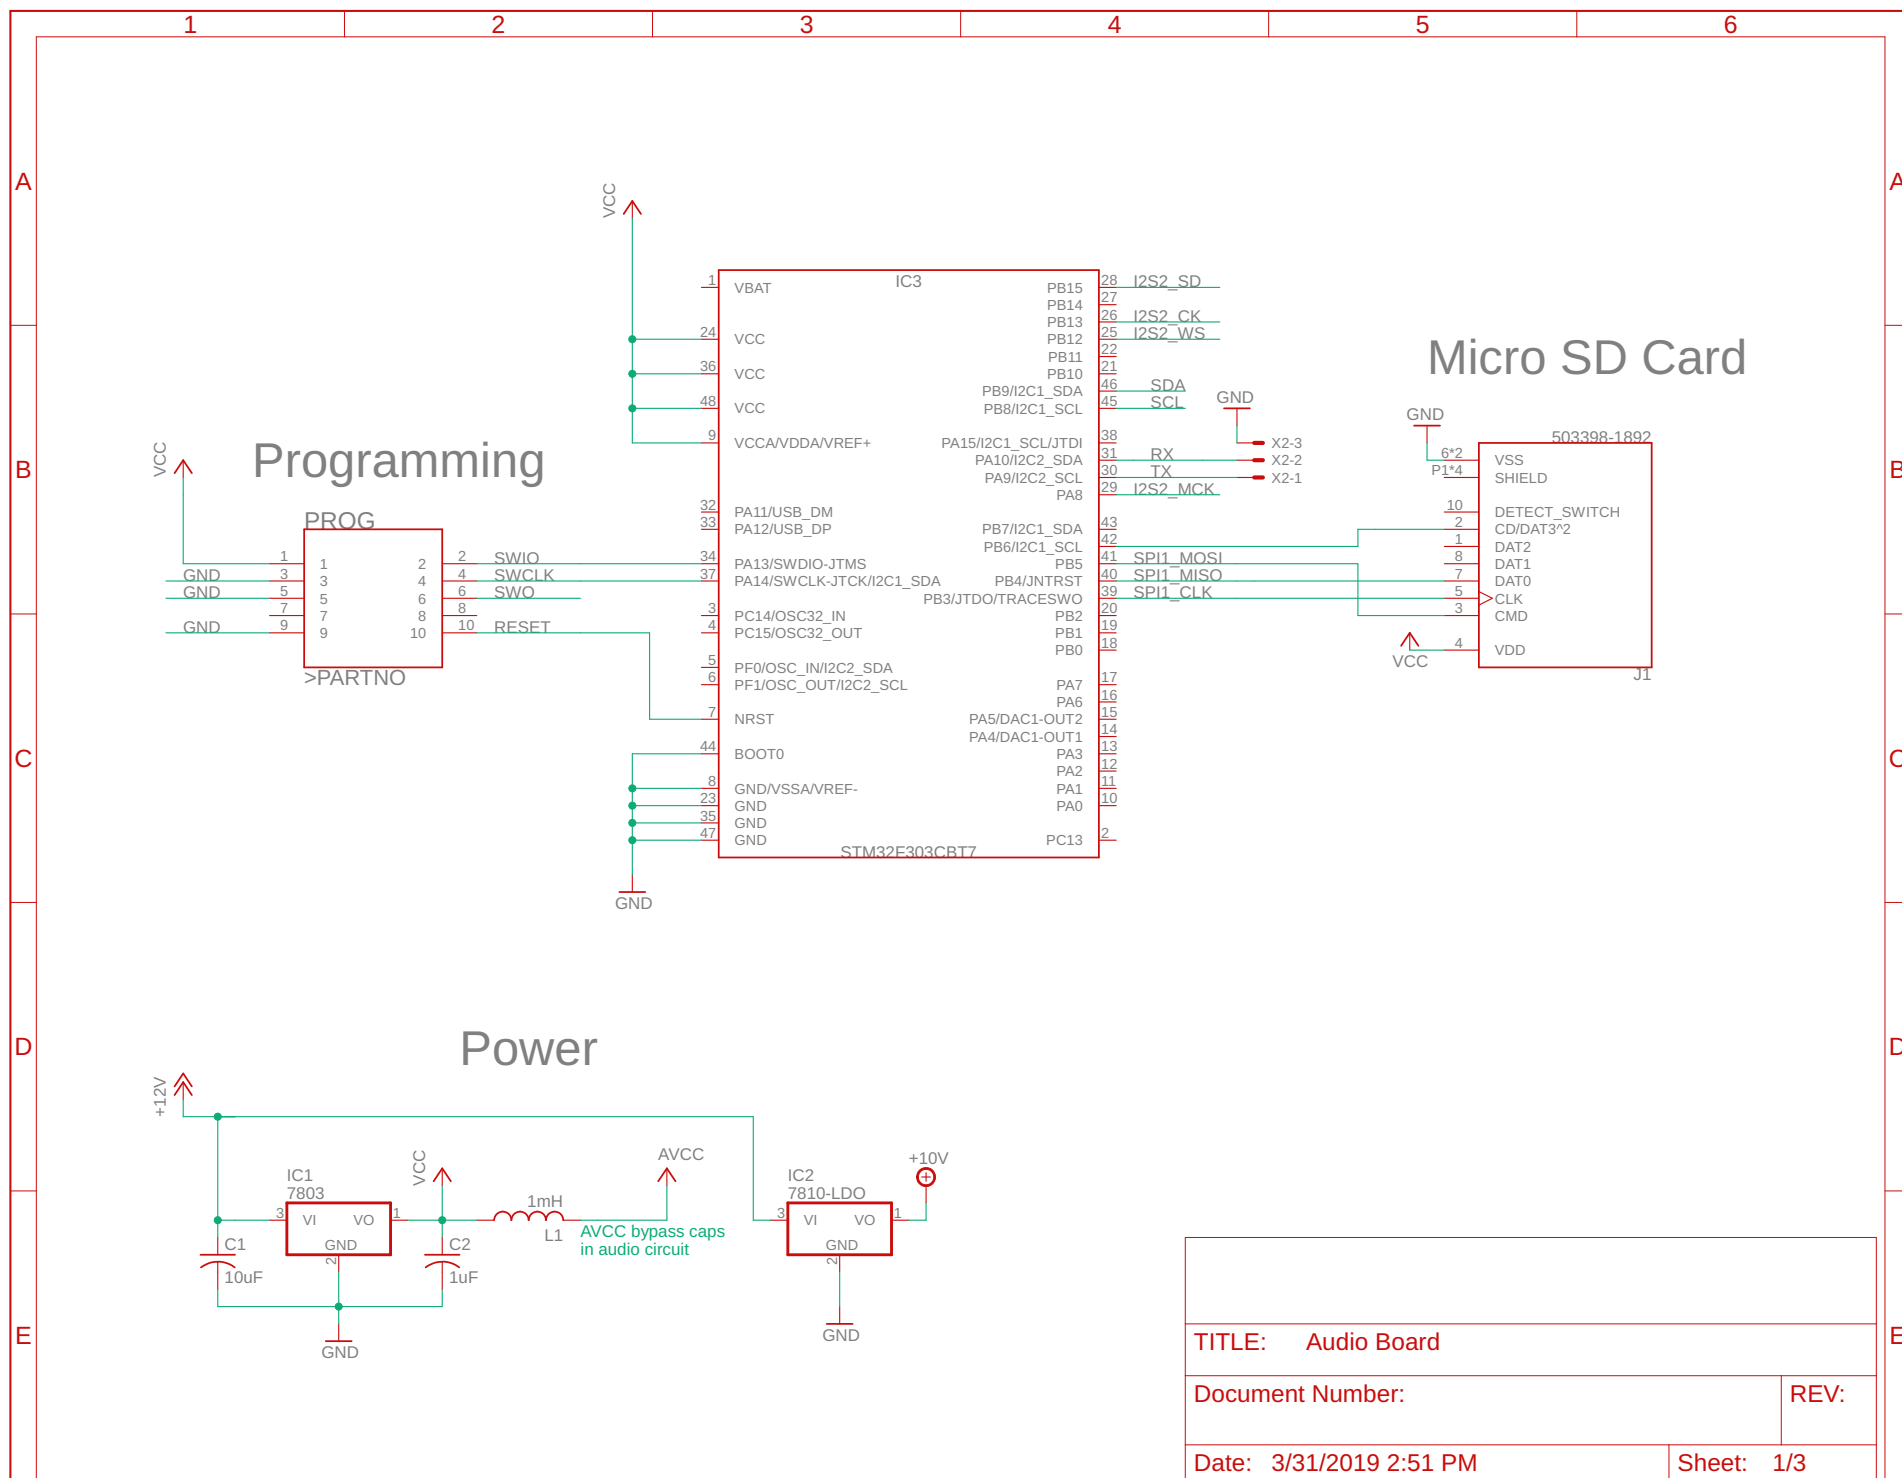 1 2 3 4 5 6
A A
B B
C C
D D
E E
VCC
IC3
1 VBAT
24 VCC
36 VCC
48 VCC
9 VCCA/VDDA/VREF+
32 PA11/USB_DM
33 PA12/USB_DP
34 PA13/SWDIO-JTMS
37 PA14/SWCLK-JTCK/I2C1_SDA
3 PC14/OSC32_IN
4 PC15/OSC32_OUT
5 PF0/OSC_IN/I2C2_SDA
6 PF1/OSC_OUT/I2C2_SCL
7 NRST
44 BOOT0
8 GND/VSSA/VREF-
23 GND
35 GND
47 GND
PB15 28 I2S2_SD
PB14 27
PB13 26 I2S2_CK
PB12 25 I2S2_WS
PB11 22
PB10 21
PB9/I2C1_SDA 46 SDA
PB8/I2C1_SCL 45 SCL
PA15/I2C1_SCL/JTDI 38
PA10/I2C2_SDA 31 RX
PA9/I2C2_SCL 30 TX
PA8 29 I2S2_MCK
PB7/I2C1_SDA 43
PB6/I2C1_SCL 42
PB5 41 SPI1_MOSI
PB4/JNTRST 40 SPI1_MISO
PB3/JTDO/TRACESWO 39 SPI1_CLK
PB2 20
PB1 19
PB0 18
PA7 17
PA6 16
PA5/DAC1-OUT2 15
PA4/DAC1-OUT1 14
PA3 13
PA2 12
PA1 11
PA0 10
PC13 2
STM32F303CBT7
GND
GND
X2-3
X2-2
X2-1
Programming
VCC
PROG
1 1 2 2 SWIO
GND 3 3 4 4 SWCLK
GND 5 5 6 6 SWO
7 7 8 8
GND 9 9 10 10 RESET
>PARTNO
Micro SD Card
GND
503398-1892
6*2 VSS
P1*4 SHIELD
10 DETECT_SWITCH
2 CD/DAT3^2
1 DAT2
8 DAT1
7 DAT0
5 CLK
3 CMD
VCC 4 VDD
J1
Power
+12V
IC1
7803
3 VI VO 1
GND
2
C1
10uF
GND
VCC
C2
1uF
1mH
L1
AVCC
AVCC bypass caps
in audio circuit
IC2
7810-LDO
3 VI VO 1
GND
2
GND
+10V
TITLE: Audio Board
Document Number:
REV:
Date: 3/31/2019 2:51 PM
Sheet: 1/3